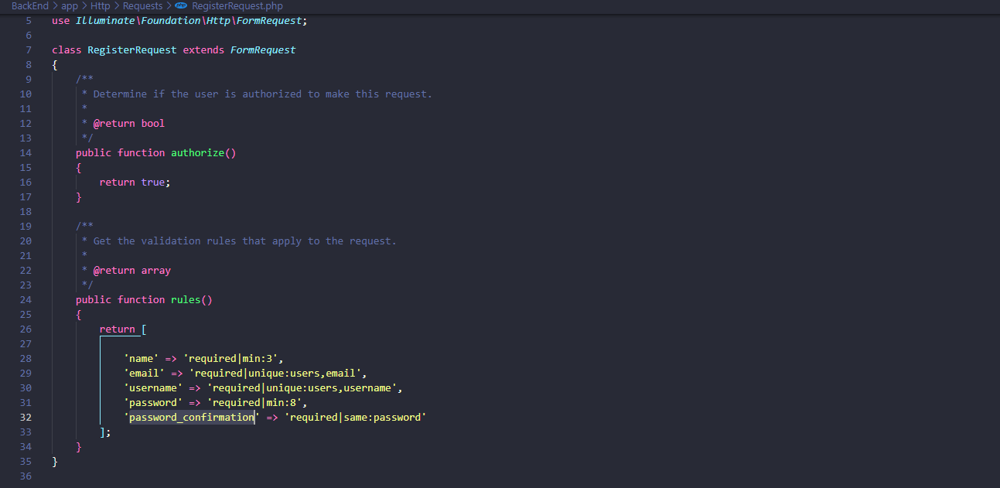 BackEnd > app > Http > Requests > php RegisterRequest.php
5 use Illuminate\Foundation\Http\FormRequest;
6
7 class RegisterRequest extends FormRequest
8 {
9     /**
10      * Determine if the user is authorized to make this request.
11      *
12      * @return bool
13      */
14     public function authorize()
15     {
16         return true;
17     }
18
19     /**
20      * Get the validation rules that apply to the request.
21      *
22      * @return array
23      */
24     public function rules()
25     {
26         return [
27
28             'name' => 'required|min:3',
29             'email' => 'required|unique:users,email',
30             'username' => 'required|unique:users,username',
31             'password' => 'required|min:8',
32             'password_confirmation' => 'required|same:password'
33         ];
34     }
35 }
36